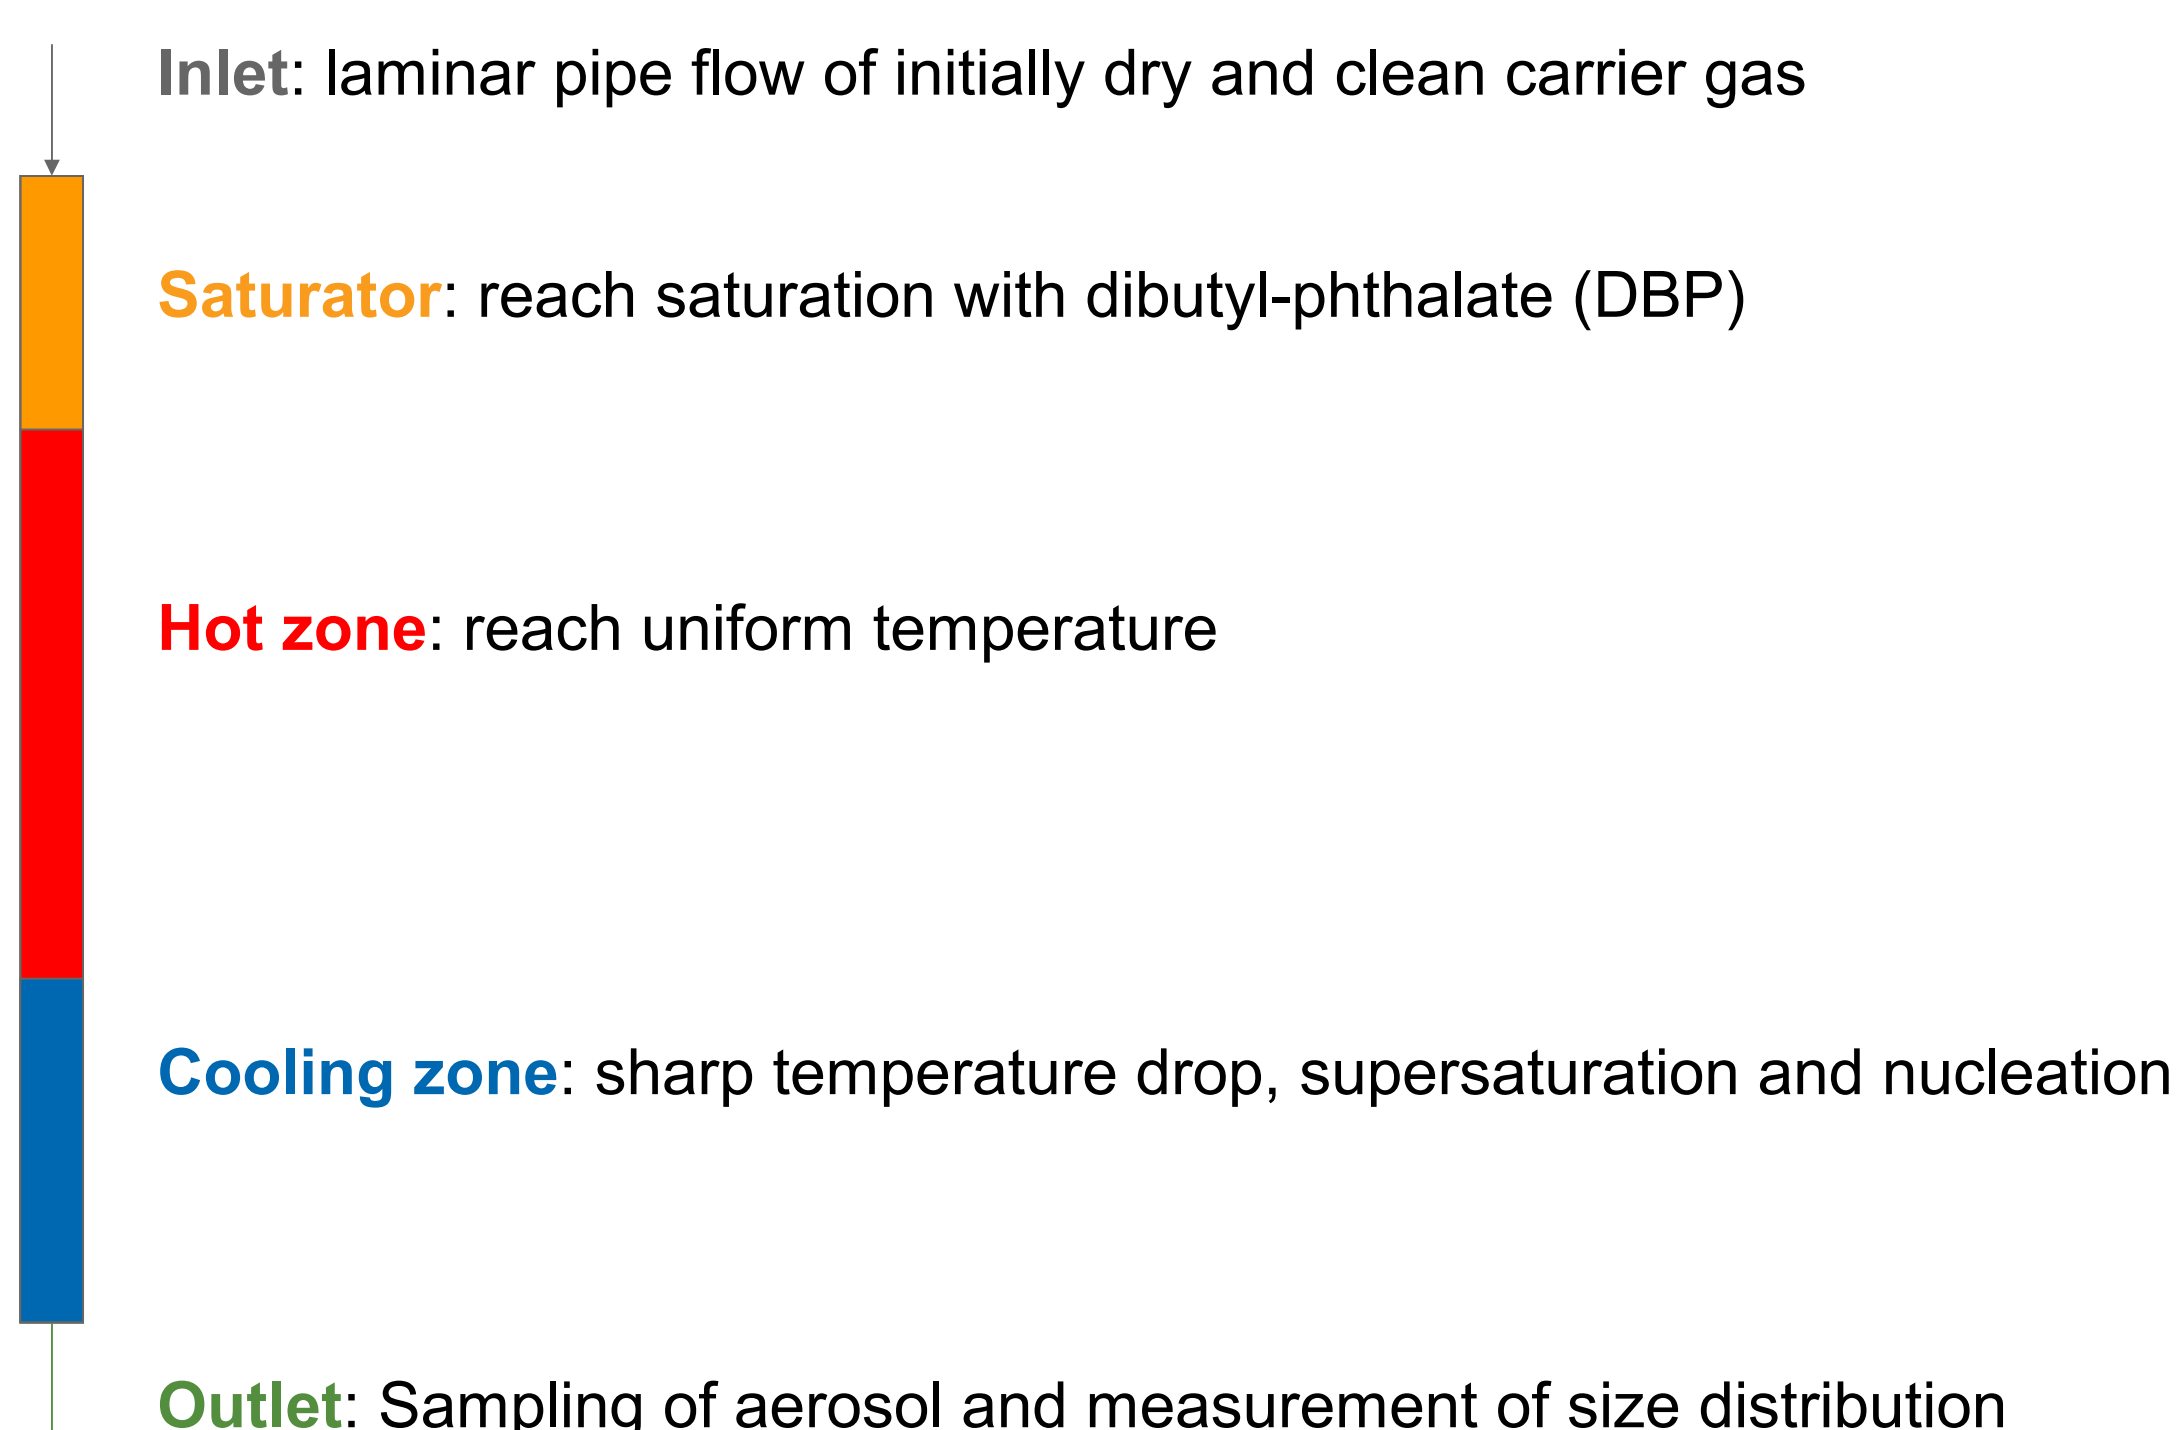 Inlet: laminar pipe flow of initially dry and clean carrier gas
Saturator: reach saturation with dibutyl-phthalate (DBP)
Hot zone: reach uniform temperature
Cooling zone: sharp temperature drop, supersaturation and nucleation
Outlet: Sampling of aerosol and measurement of size distribution